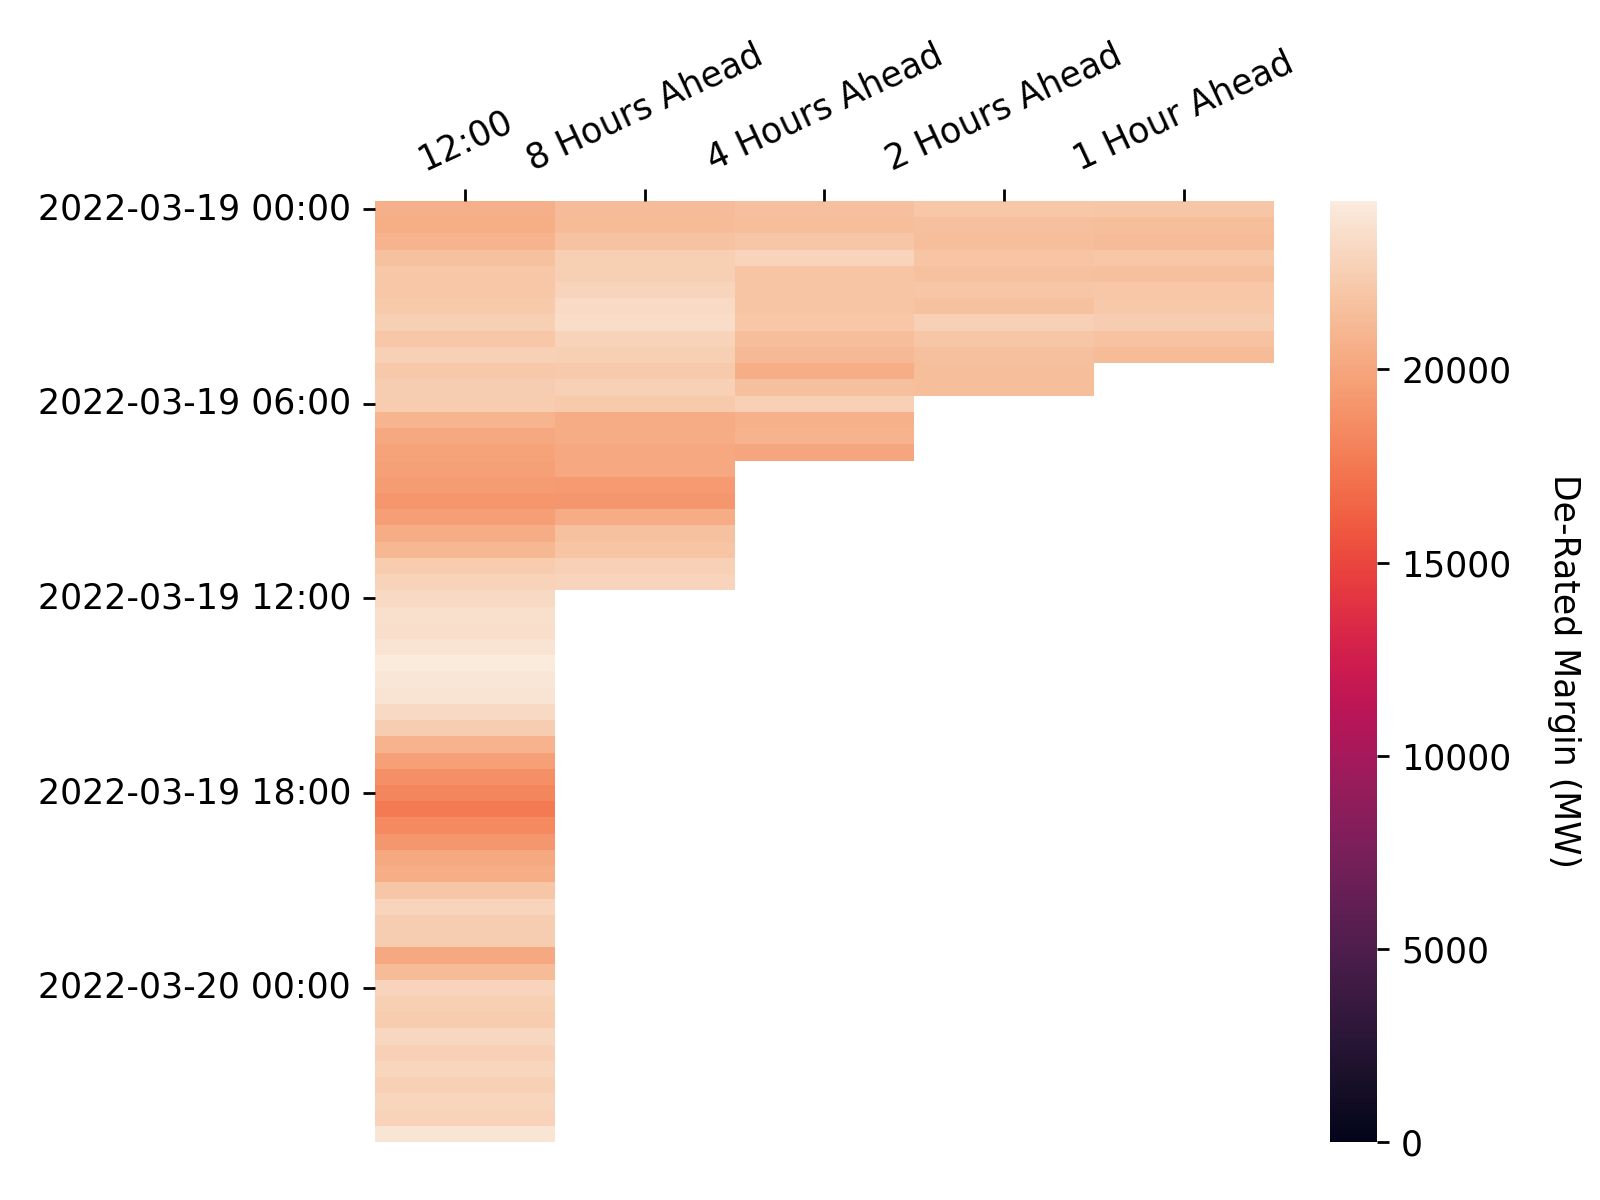 12:00
8 Hours Ahead
4 Hours Ahead
2 Hours Ahead
1 Hour Ahead
2022-03-19 00:00
2022-03-19 06:00
2022-03-19 12:00
2022-03-19 18:00
2022-03-20 00:00
20000
15000
10000
5000
0
De-Rated Margin (MW)